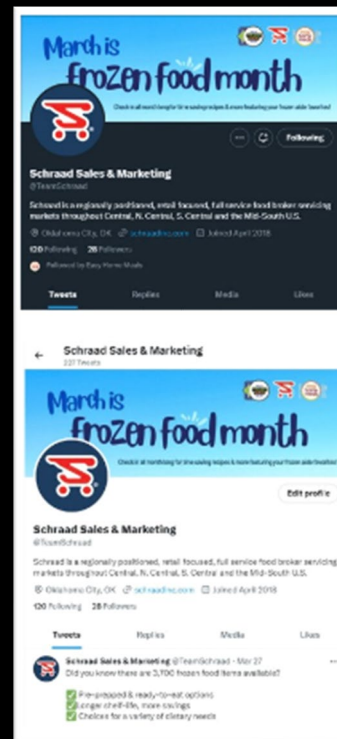 March is
frozen food month
Check in all month long for time saving recipes & more featuring your frozen aisle favorites!
Following
Schraad Sales & Marketing
@TeamSchraad
Schraad is a regionally positioned, retail focused, full service food broker servicing
markets throughout Central, N. Central, S. Central and the Mid-South U.S.
Oklahoma City, OK schraadinc.com Joined April 2018
120 Following 28 Followers
Followed by Easy Home Meals
Tweets Replies Media Likes
Schraad Sales & Marketing
227 Tweets
March is
frozen food month
Check in all month long for time saving recipes & more featuring your frozen aisle favorites!
Edit profile
Schraad Sales & Marketing
@TeamSchraad
Schraad is a regionally positioned, retail focused, full service food broker servicing
markets throughout Central, N. Central, S. Central and the Mid-South U.S.
Oklahoma City, OK schraadinc.com Joined April 2018
120 Following 28 Followers
Tweets Replies Media Likes
Schraad Sales & Marketing @TeamSchraad - Mar 27
Did you know there are 3,700 frozen food items available?
Pre-prepped & ready-to-eat options
Longer shelf-life, more savings
Choices for a variety of dietary needs